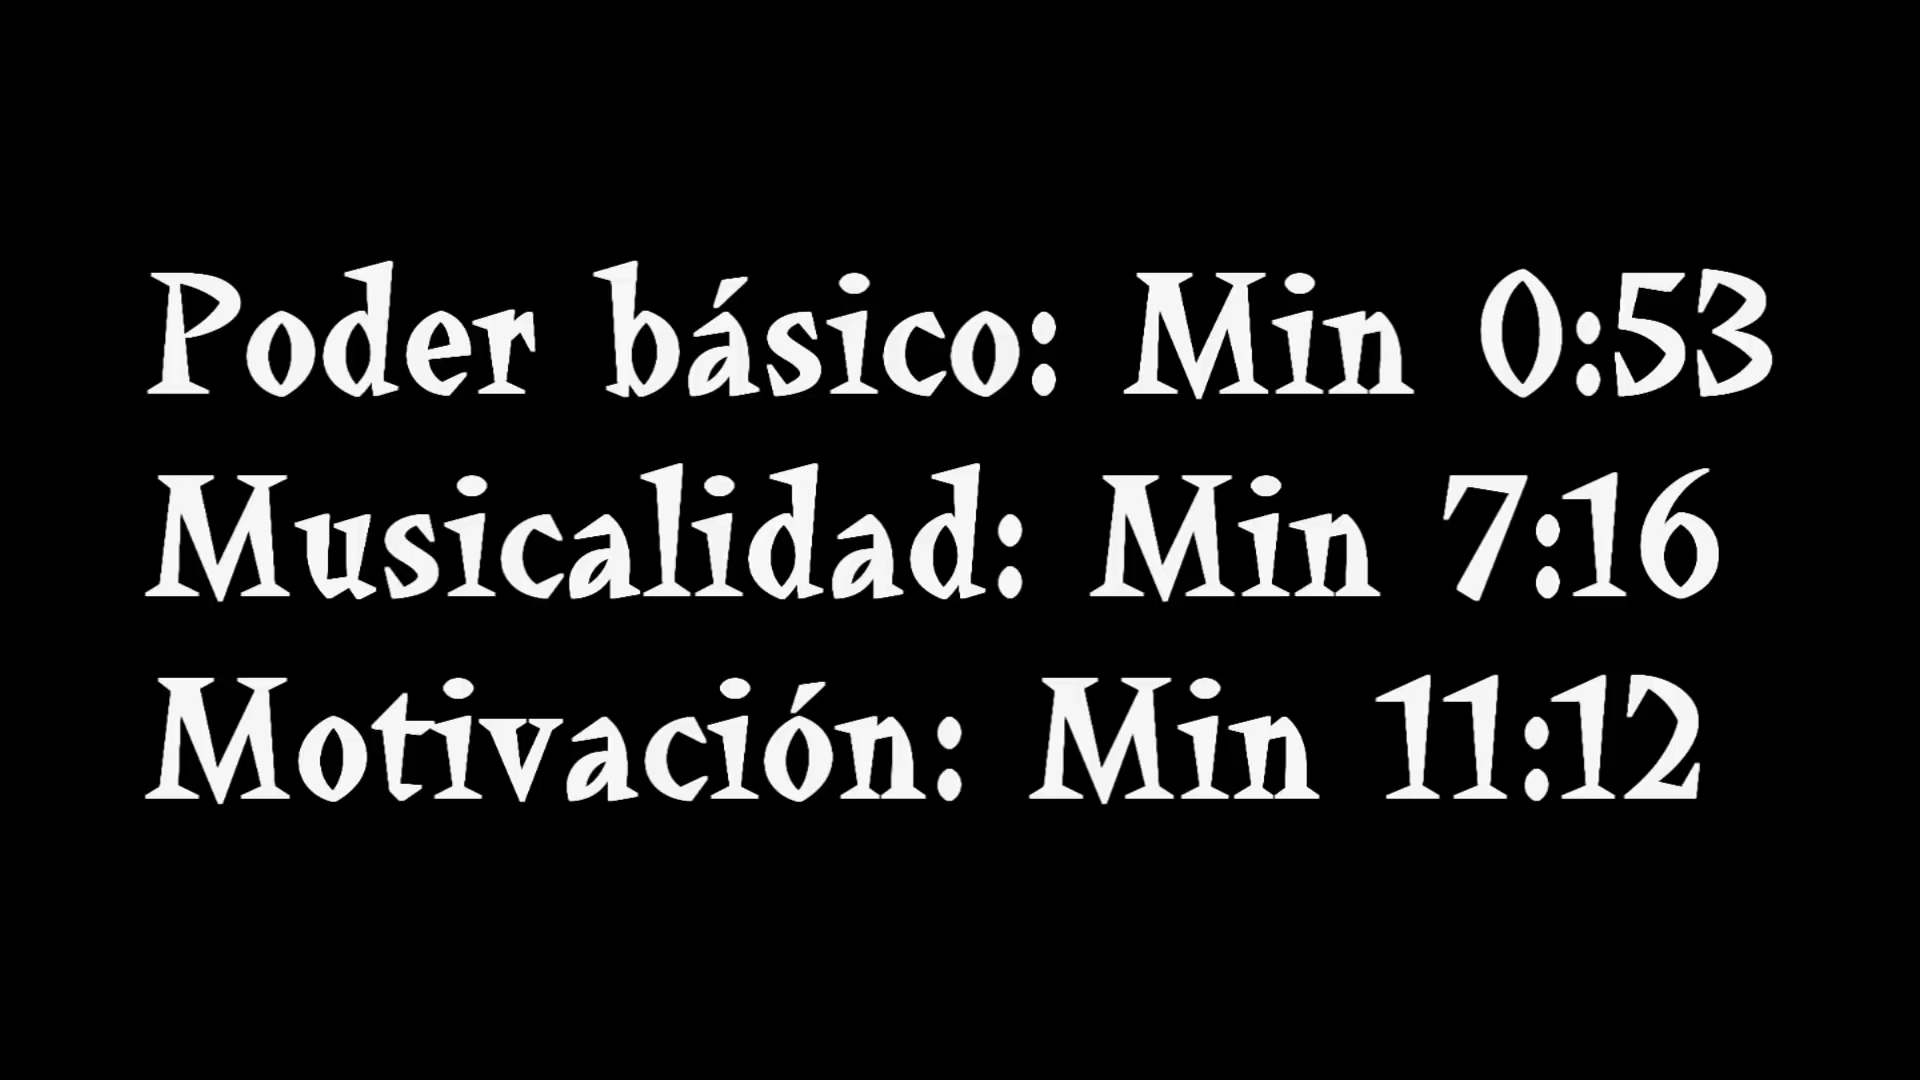 Poder básico: Min 0:53
Musicalidad: Min 7:16
Motivación: Min 11:12